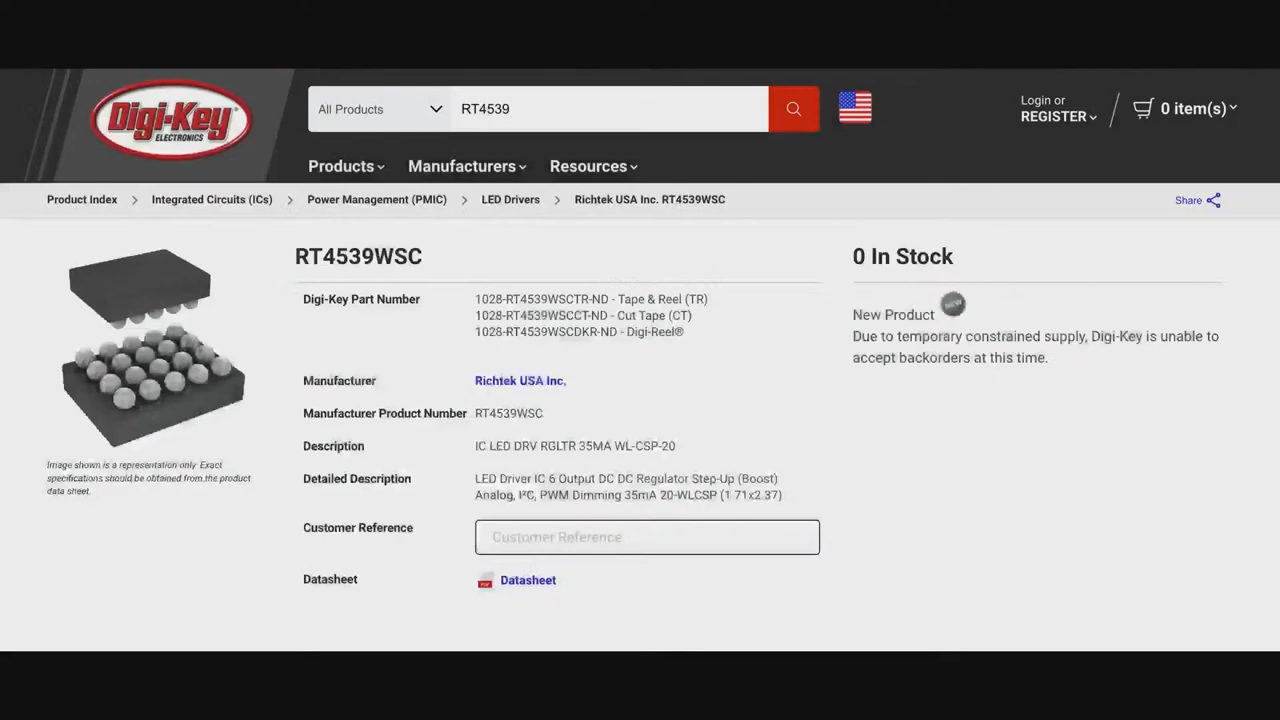 Digi-Key
ELECTRONICS
All Products
RT4539
Login or
REGISTER
0 item(s)
Products
Manufacturers
Resources
Product Index
Integrated Circuits (ICs)
Power Management (PMIC)
LED Drivers
Richtek USA Inc. RT4539WSC
Share
RT4539WSC
0 In Stock
Digi-Key Part Number
1028-RT4539WSCTR-ND - Tape & Reel (TR)
1028-RT4539WSCCT-ND - Cut Tape (CT)
1028-RT4539WSCDKR-ND - Digi-Reel®
New Product
NEW
Due to temporary constrained supply, Digi-Key is unable to
accept backorders at this time.
Manufacturer
Richtek USA Inc.
Manufacturer Product Number
RT4539WSC
Description
IC LED DRV RGLTR 35MA WL-CSP-20
Image shown is a representation only. Exact
specifications should be obtained from the product
data sheet.
Detailed Description
LED Driver IC 6 Output DC DC Regulator Step-Up (Boost)
Analog, I²C, PWM Dimming 35mA 20-WLCSP (1 71x2.37)
Customer Reference
Customer Reference
Datasheet
PDF
Datasheet